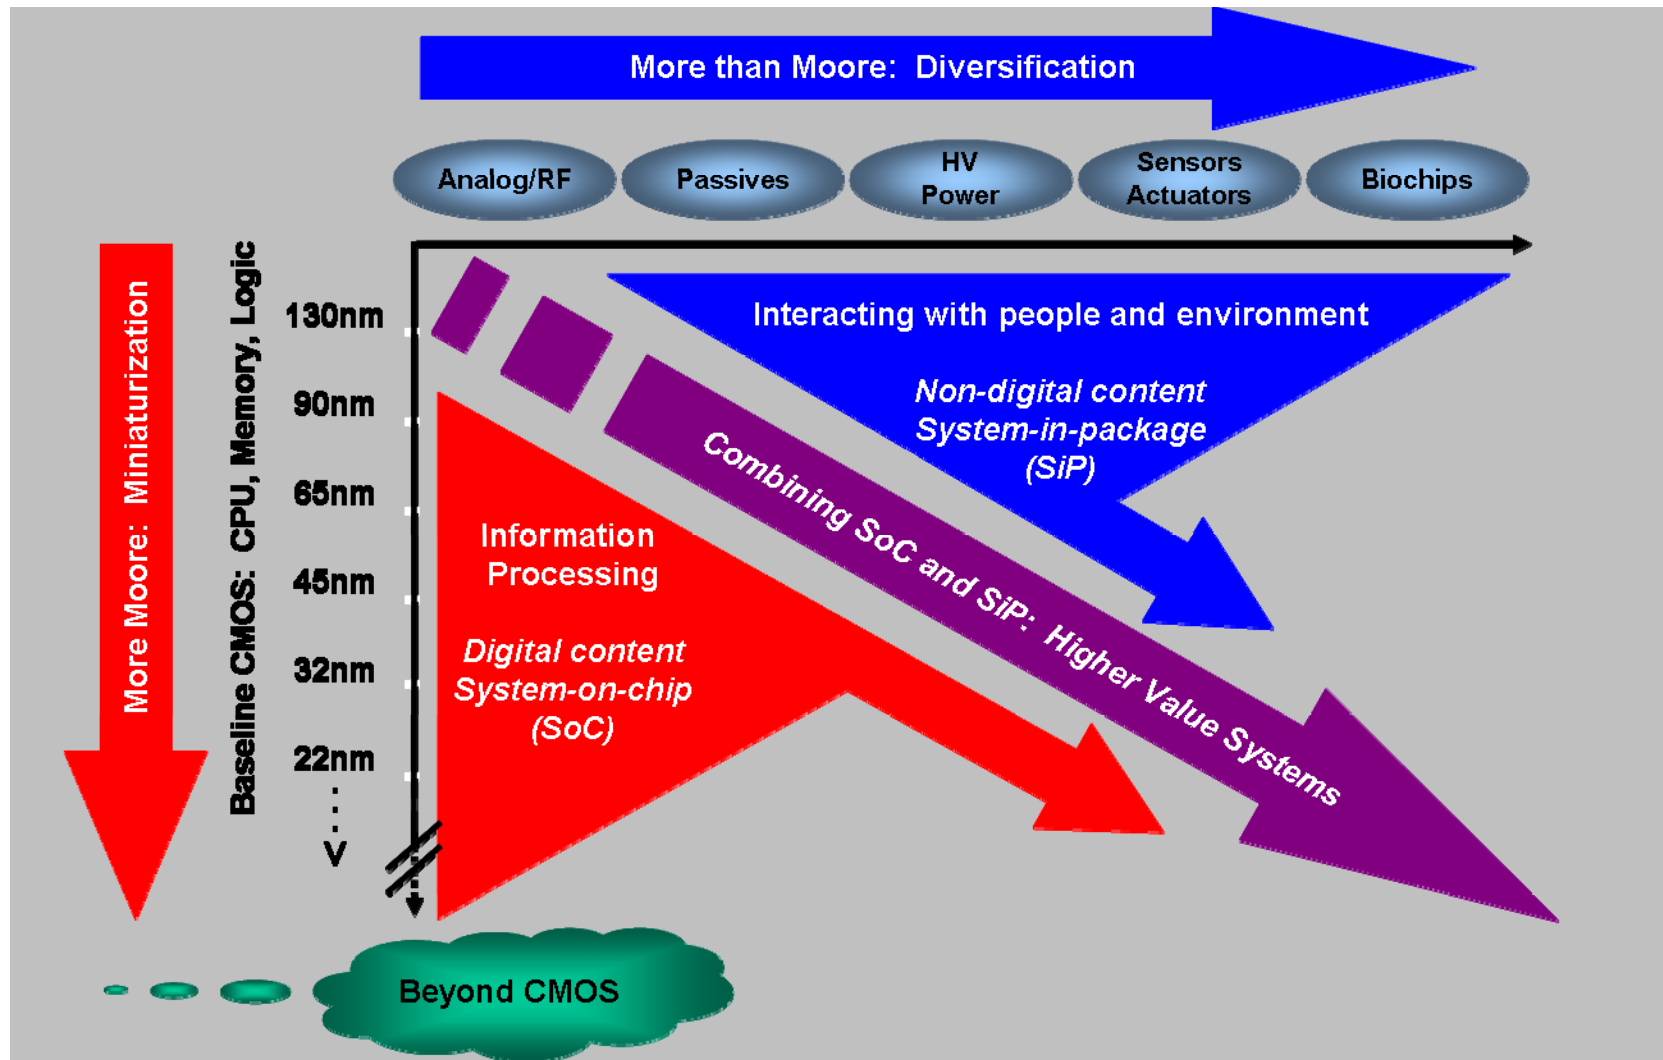 More than Moore: Diversification
Analog/RF
Passives
HV
Power
Sensors
Actuators
Biochips
More Moore: Miniaturization
Baseline CMOS: CPU, Memory, Logic
130nm
90nm
65nm
45nm
32nm
22nm
Interacting with people and environment
Non-digital content
System-in-package
(SiP)
Combining SoC and SiP: Higher Value Systems
Information
Processing
Digital content
System-on-chip
(SoC)
Beyond CMOS